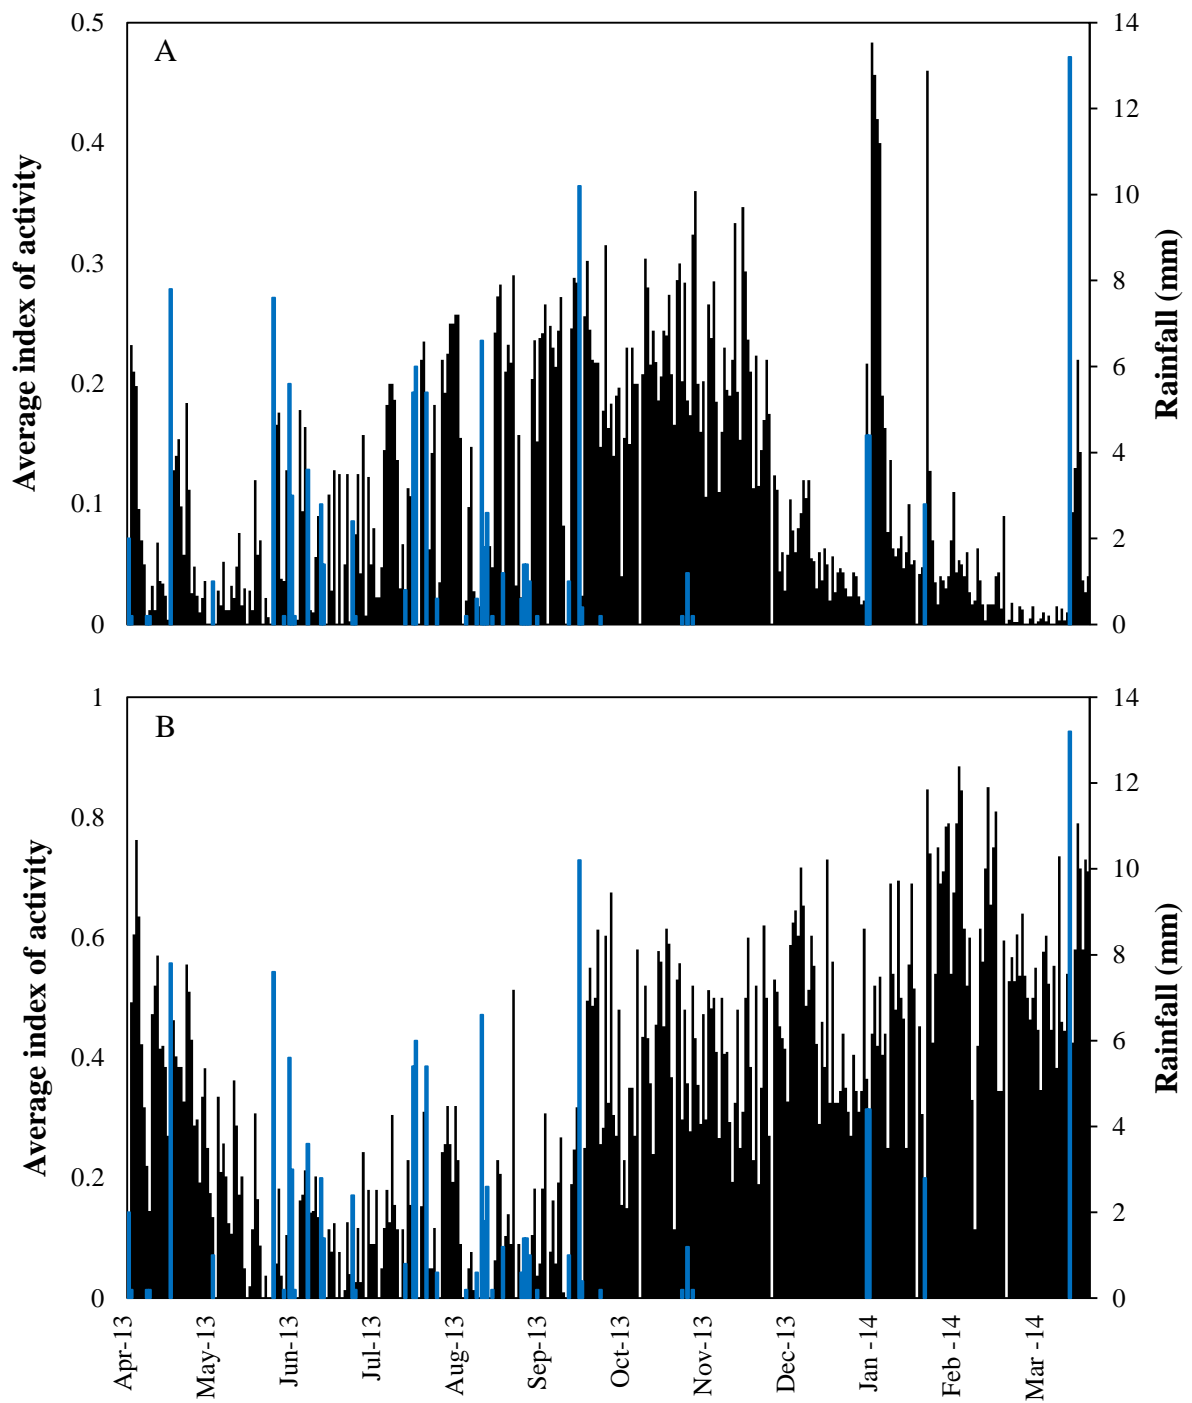 A
Average index of activity
0.5
0.4
0.3
0.2
0.1
0
14
12
10
8
6
4
2
0
Rainfall (mm)
B
Average index of activity
1
0.8
0.6
0.4
0.2
0
14
12
10
8
6
4
2
0
Rainfall (mm)
Apr-13
May-13
Jun-13
Jul-13
Aug-13
Sep-13
Oct-13
Nov-13
Dec-13
Jan -14
Feb -14
Mar -14